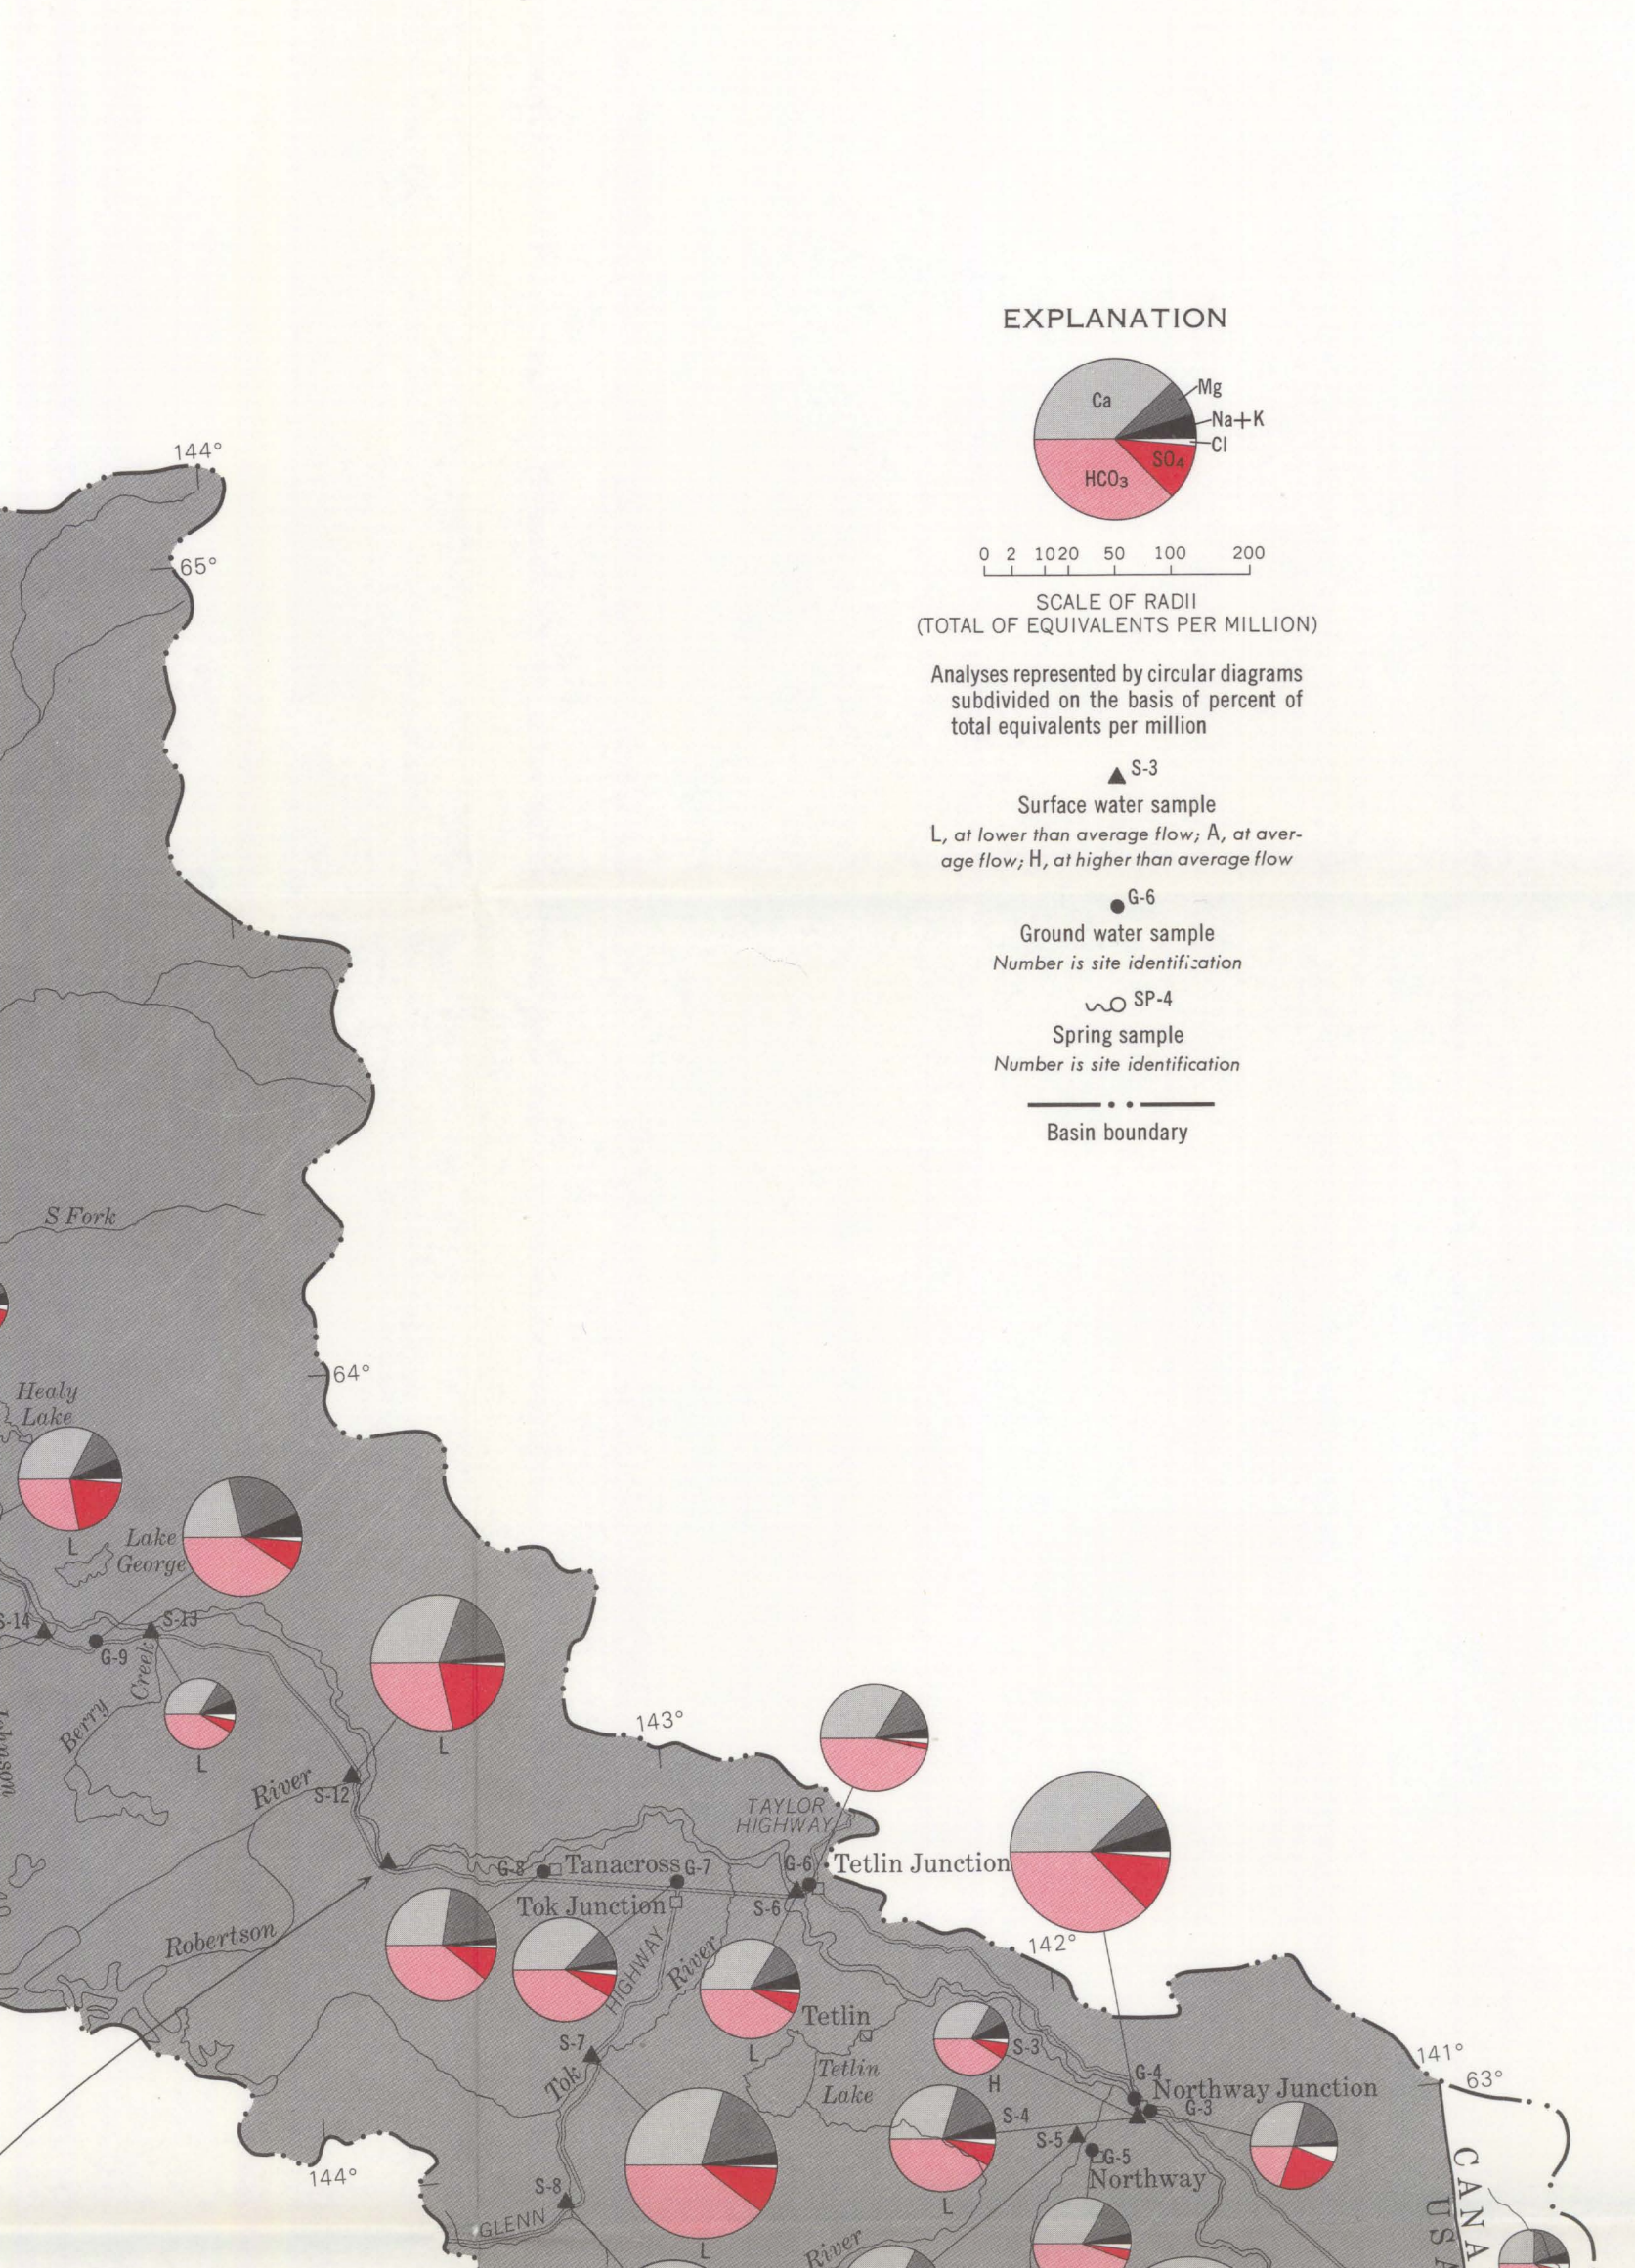 EXPLANATION
Ca
Mg
Na+K
Cl
SO₄
HCO₃
0 2 10 20 50 100 200
SCALE OF RADII
(TOTAL OF EQUIVALENTS PER MILLION)
Analyses represented by circular diagrams
subdivided on the basis of percent of
total equivalents per million
S-3
Surface water sample
L, at lower than average flow; A, at aver-
age flow; H, at higher than average flow
G-6
Ground water sample
Number is site identification
SP-4
Spring sample
Number is site identification
Basin boundary
144°
65°
S Fork
64°
Healy
Lake
L
Lake
George
S-14
S-13
G-9
Berry
Creek
L
L
143°
River
S-12
TAYLOR
HIGHWAY
G-8
Tanacross
G-7
G-6
Tetlin Junction
Tok Junction
S-6
Robertson
HIGHWAY
River
142°
Tetlin
L
S-3
H
S-7
Tok
Tetlin
Lake
141°
63°
G-4
Northway Junction
G-3
S-4
S-5
G-5
Northway
L
144°
S-8
GLENN
L
River
CANA
USA